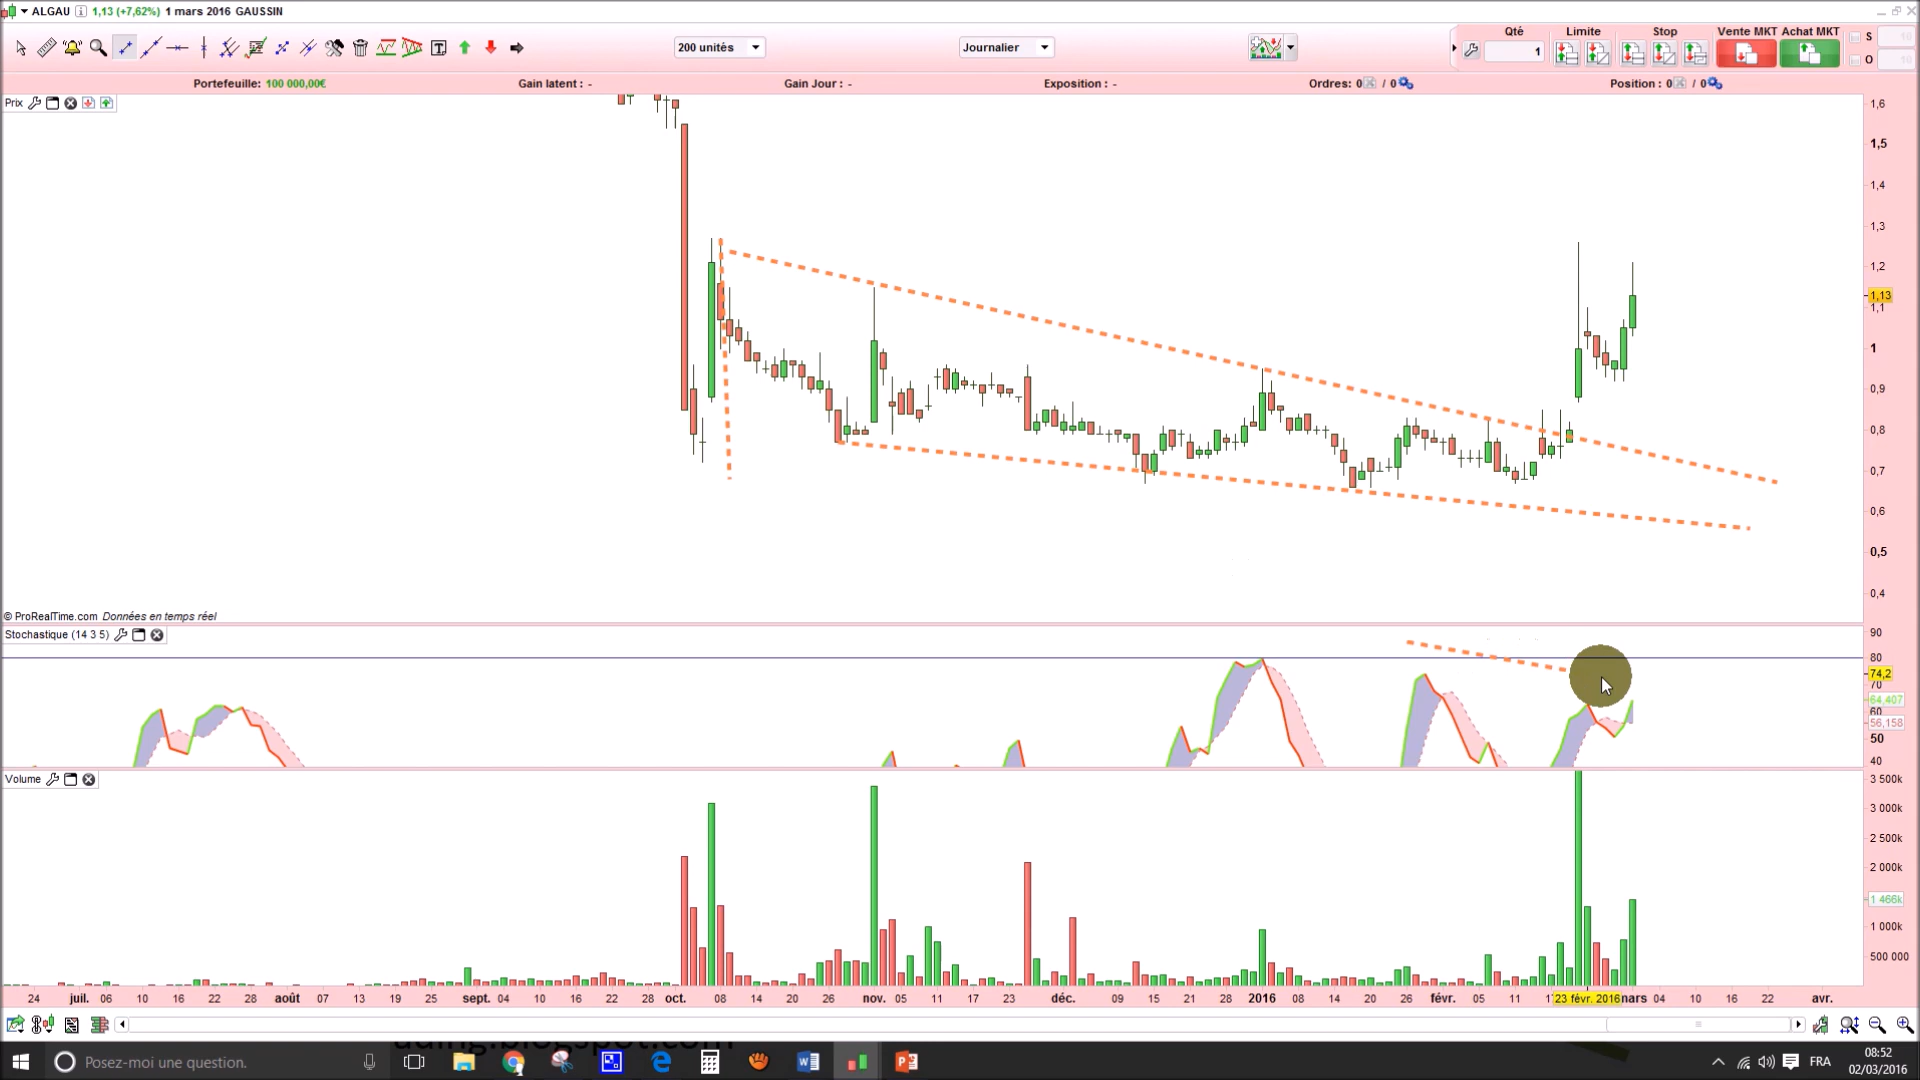 ALGAU 1,13 (+7,62%) 1 mars 2016 GAUSSIN
200 unités
Journalier
Qté
Limite
Stop
Vente MKT
Achat MKT
1
S
10
O
10
Portefeuille: 100 000,00€
Gain latent : -
Gain Jour : -
Exposition : -
Ordres: 0 / 0
Position : 0 / 0
Prix
1,6
1,5
1,4
1,3
1,2
1,13
1,1
1
0,9
0,8
0,7
0,6
0,5
0,4
© ProRealTime.com Données en temps réel
Stochastique (14 3 5)
90
80
74,2
70
64,407
60
56,158
50
40
Volume
3 500k
3 000k
2 500k
2 000k
1 466k
1 000k
500 000
24 juil. 06 10 16 22 28 août 07 13 19 25 sept. 04 10 16 22 28 oct. 08 14 20 26 nov. 05 11 17 23 déc. 09 15 21 28 2016 08 14 20 26 févr. 05 11 23 févr. 2016 mars 04 10 16 22 avr.
Posez-moi une question.
FRA
08:52
02/03/2016